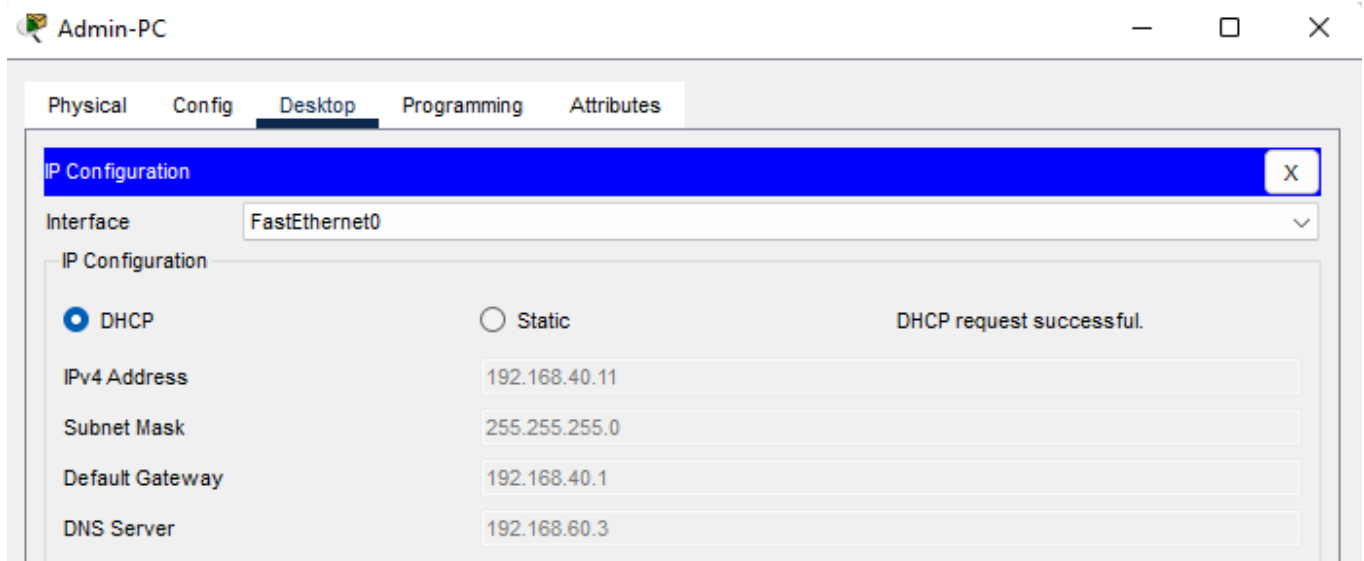 Admin-PC
Physical Config Desktop Programming Attributes
IP Configuration X
Interface FastEthernet0
IP Configuration
DHCP Static DHCP request successful.
IPv4 Address 192.168.40.11
Subnet Mask 255.255.255.0
Default Gateway 192.168.40.1
DNS Server 192.168.60.3